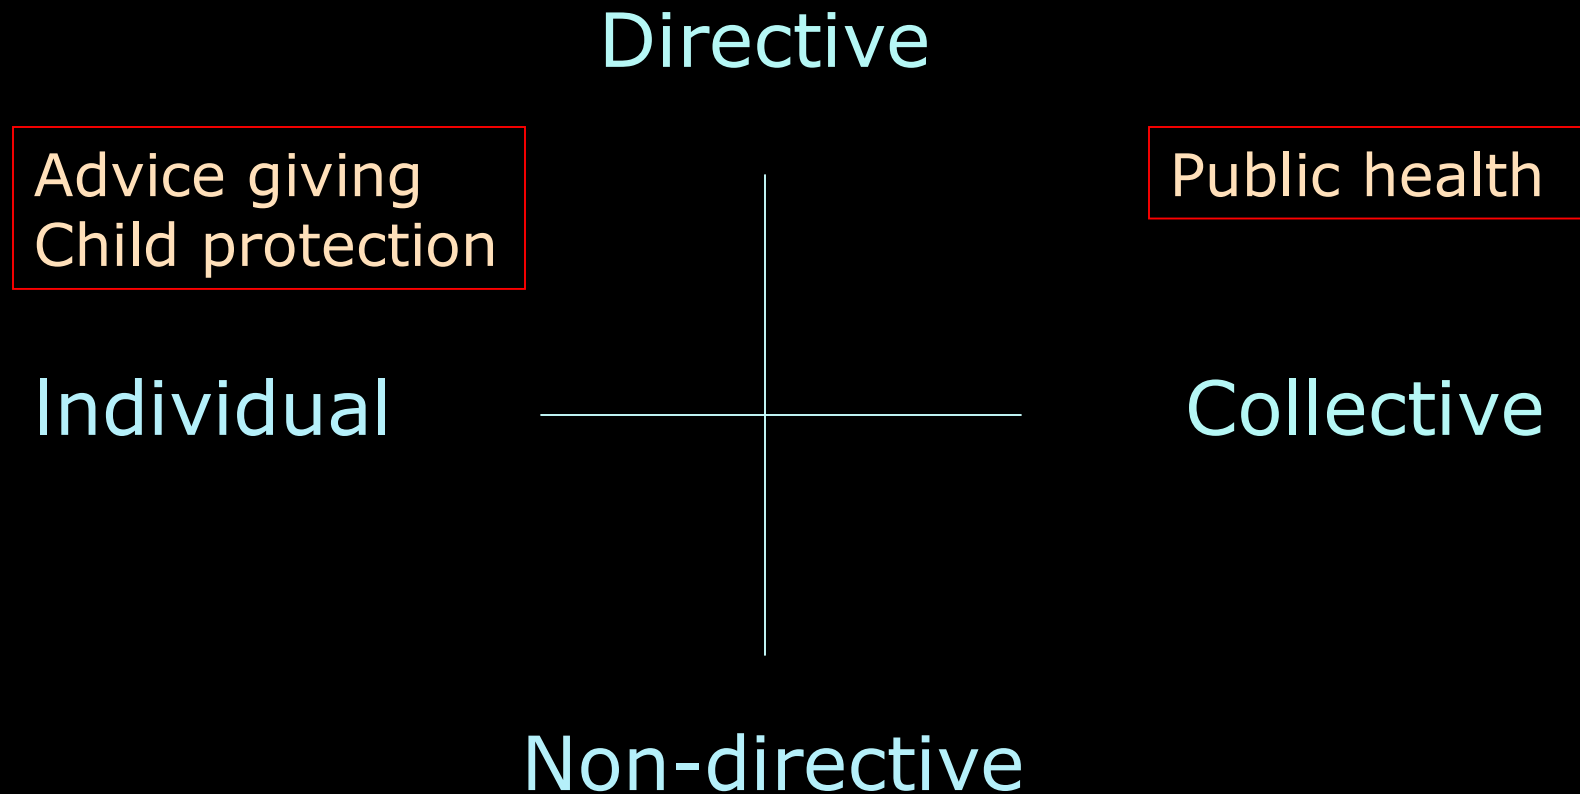 Directive
Advice giving
Child protection
Public health
Individual
Collective
Non-directive